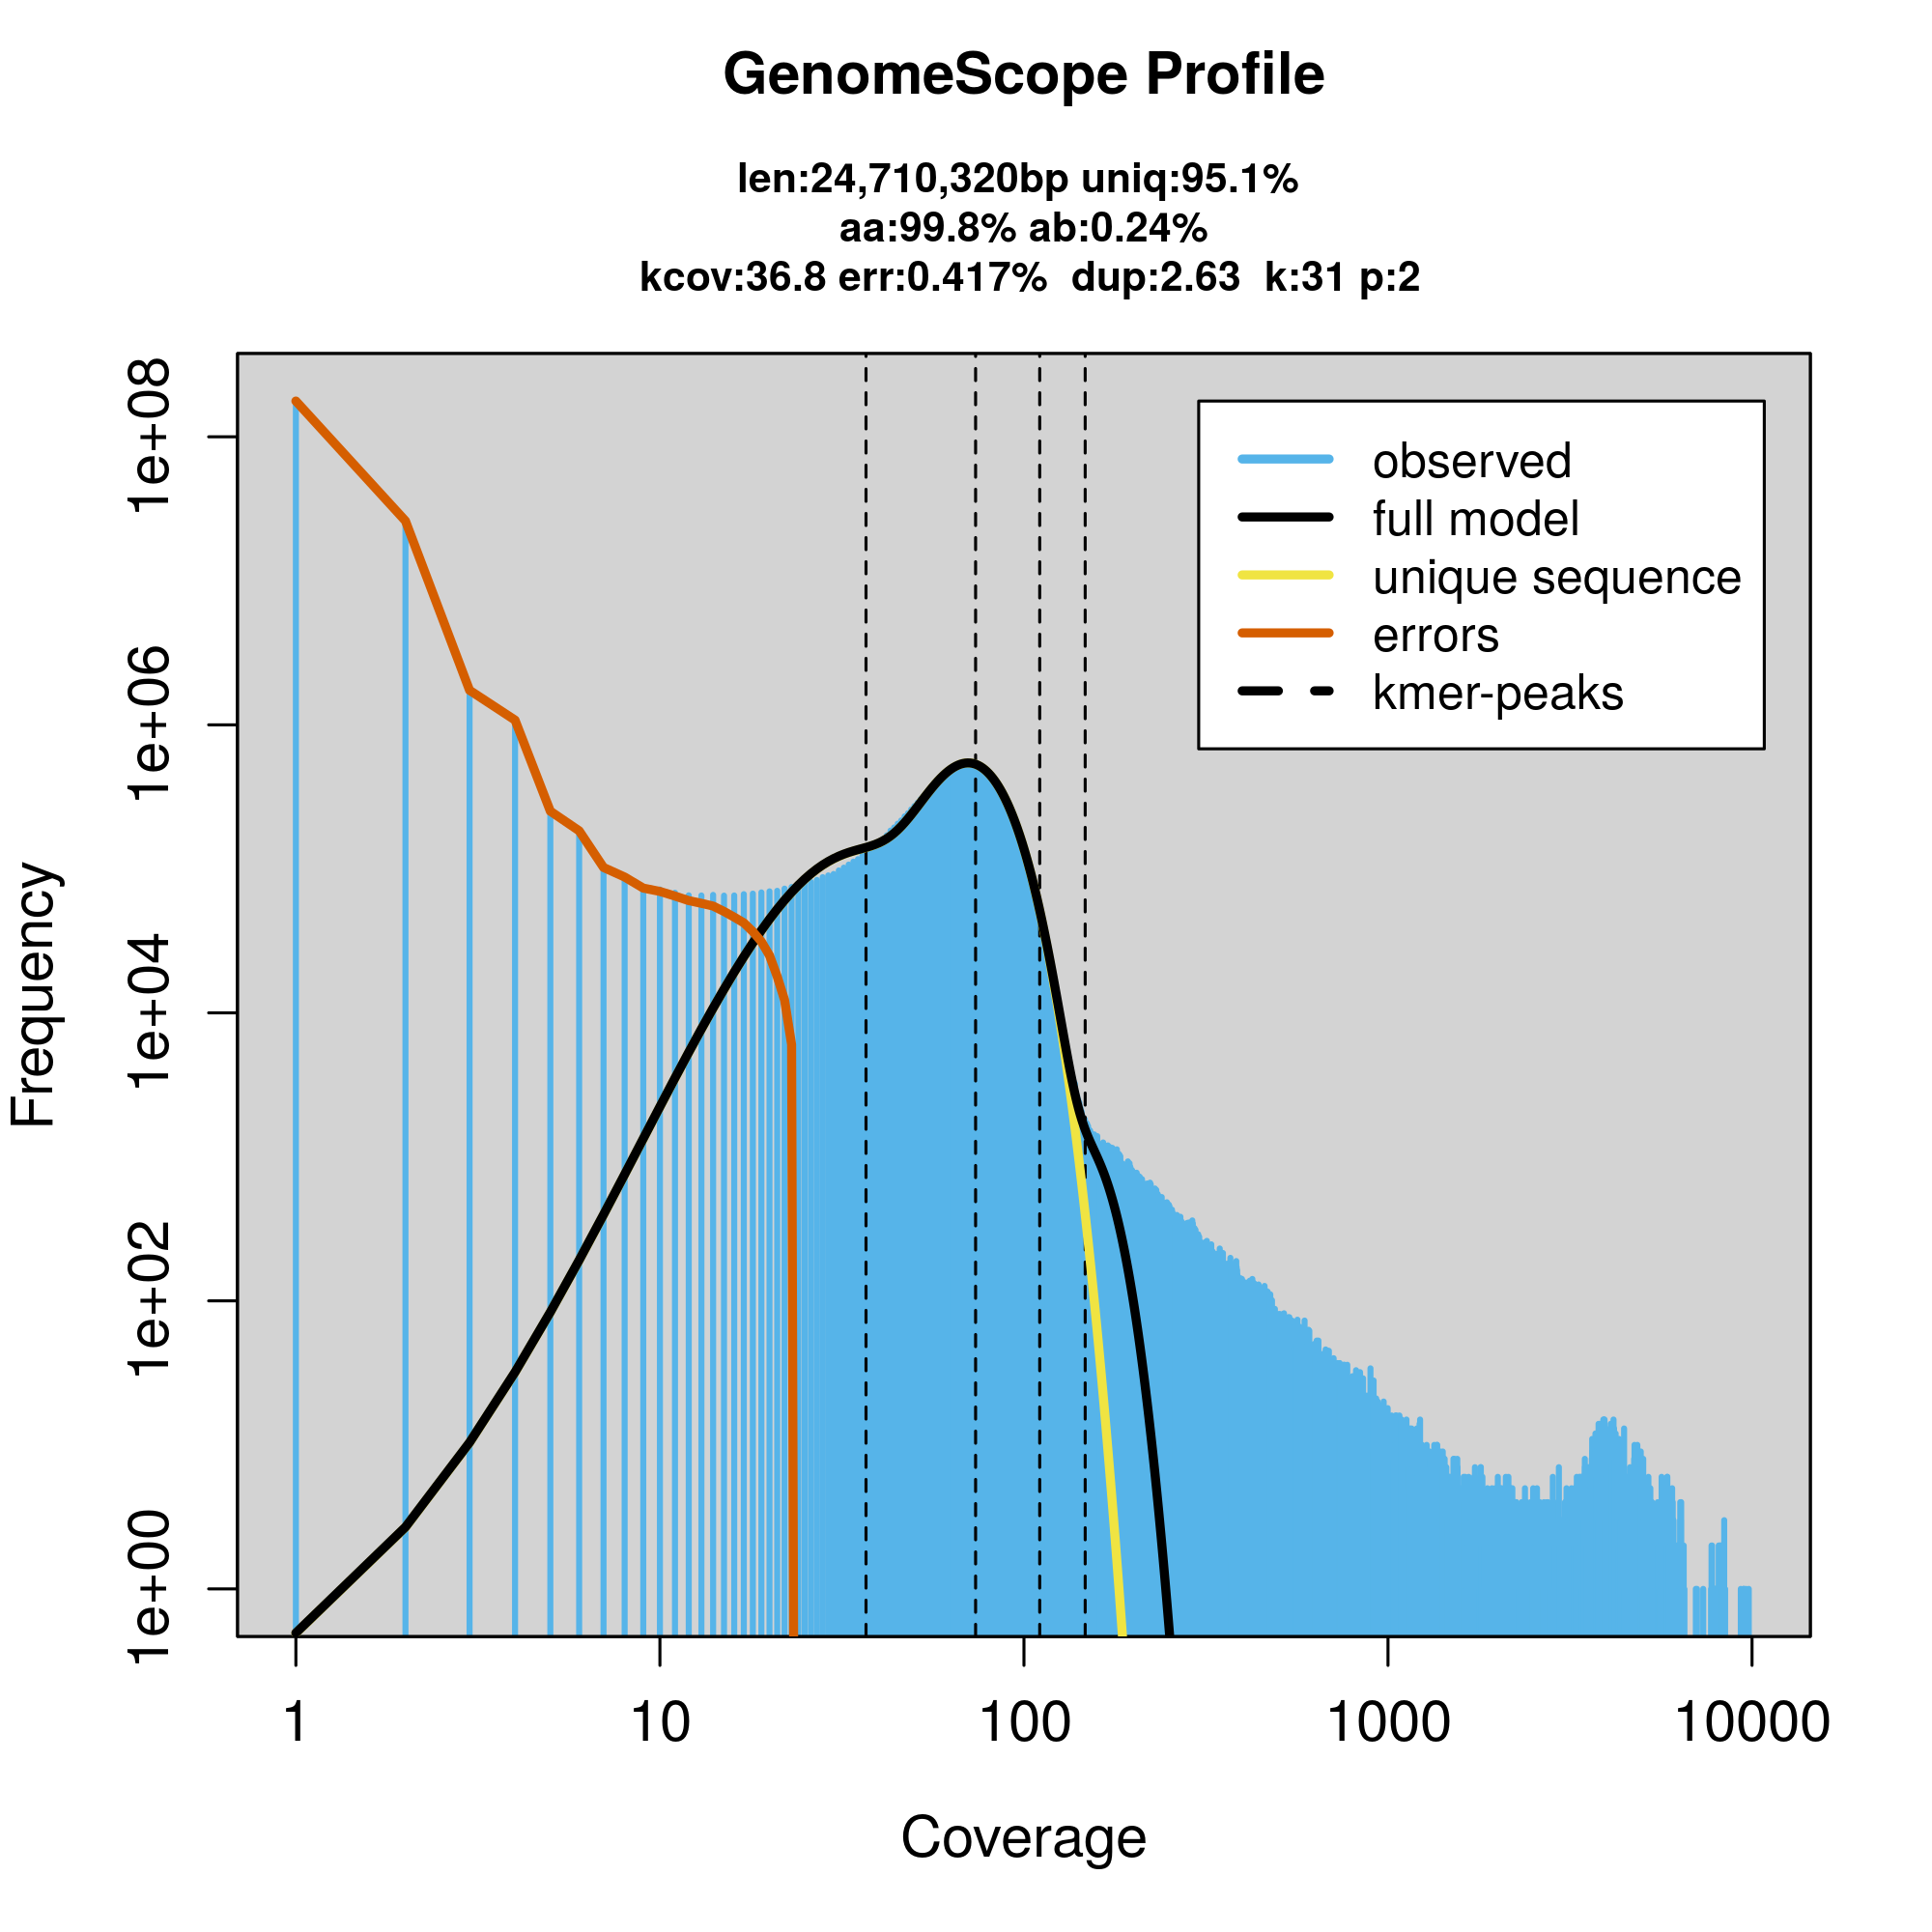 GenomeScope Profile
len:24,710,320bp uniq:95.1%
aa:99.8% ab:0.24%
kcov:36.8 err:0.417%  dup:2.63  k:31 p:2
observed
full model
unique sequence
errors
kmer-peaks
Frequency
1e+08
1e+06
1e+04
1e+02
1e+00
1
10
100
1000
10000
Coverage